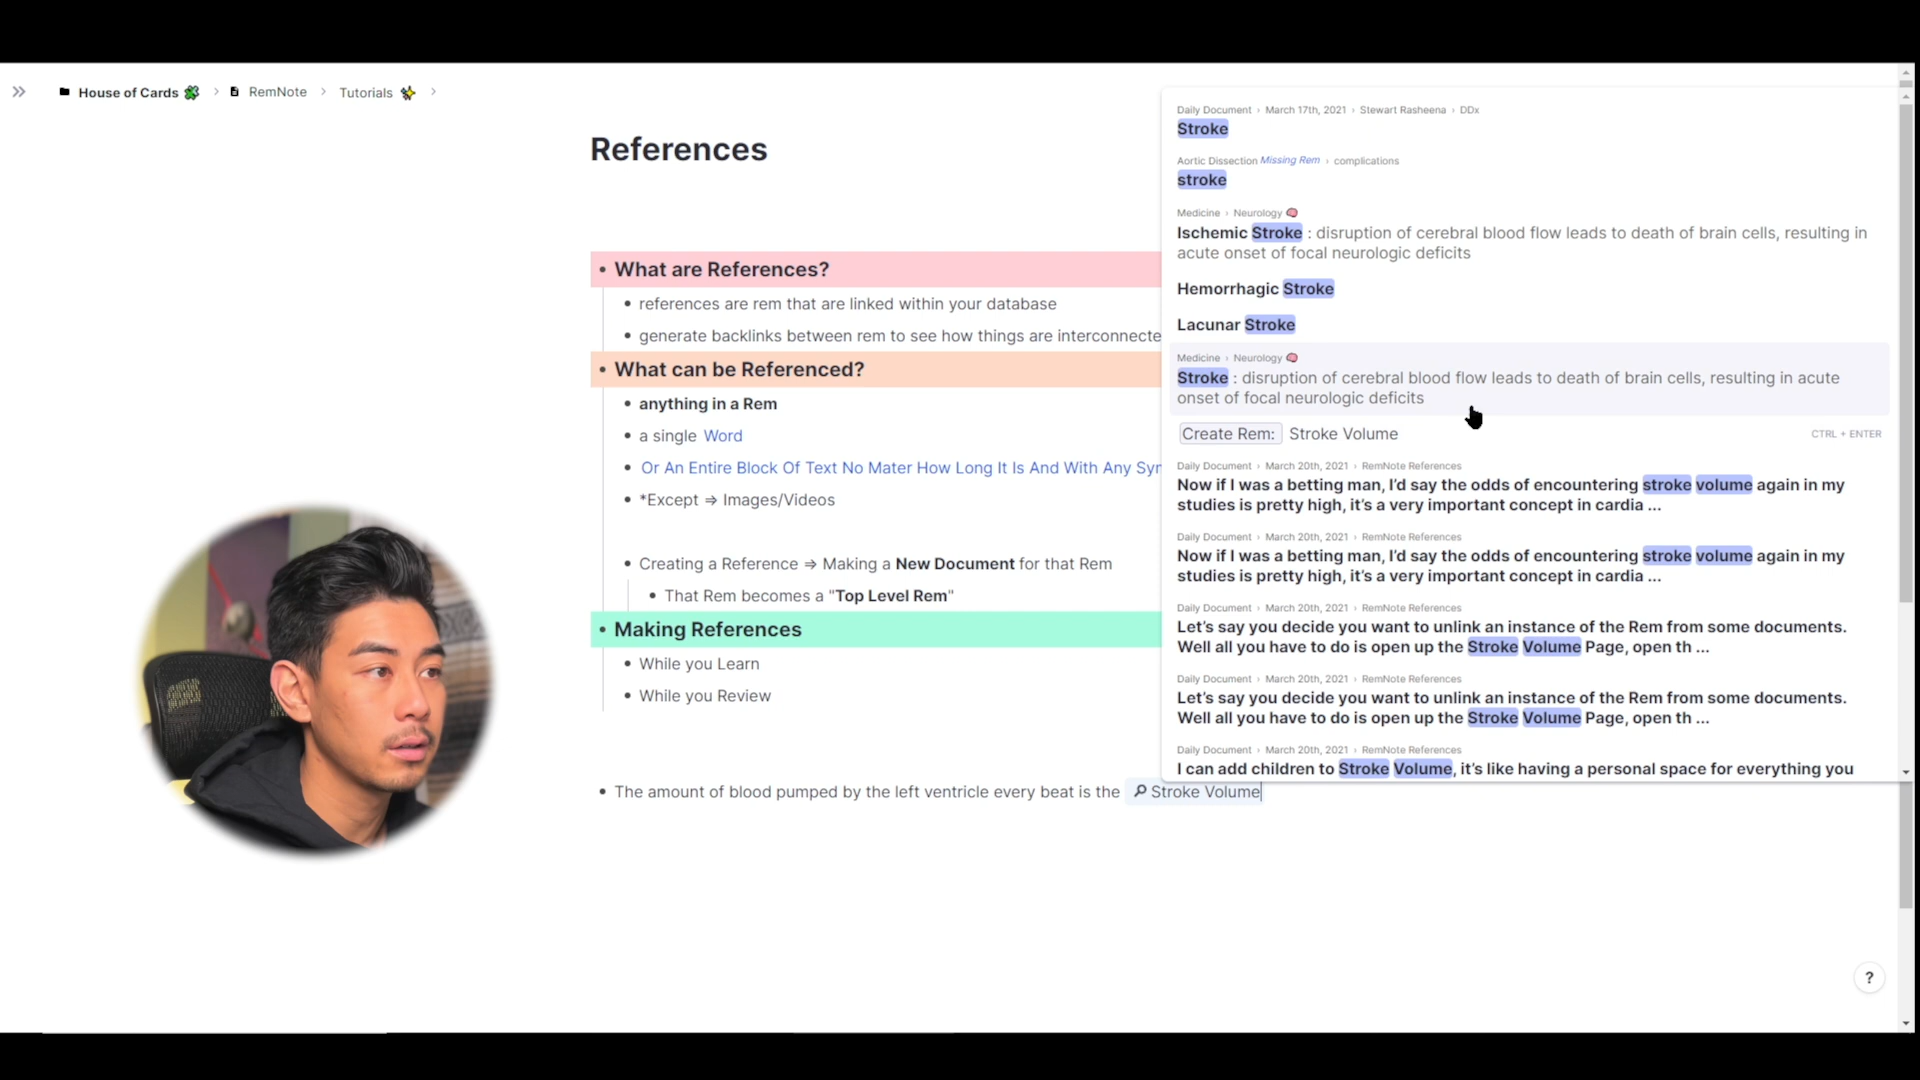 House of Cards > RemNote > Tutorials >
References
What are References?
references are rem that are linked within your database
generate backlinks between rem to see how things are interconnecte
What can be Referenced?
anything in a Rem
a single Word
Or An Entire Block Of Text No Mater How Long It Is And With Any Syn
*Except ⇒ Images/Videos
Creating a Reference ⇒ Making a New Document for that Rem
That Rem becomes a "Top Level Rem"
Making References
While you Learn
While you Review
The amount of blood pumped by the left ventricle every beat is the Stroke Volume
Daily Document › March 17th, 2021 › Stewart Rasheena › DDx
Stroke
Aortic Dissection Missing Rem › complications
stroke
Medicine › Neurology
Ischemic Stroke : disruption of cerebral blood flow leads to death of brain cells, resulting in
acute onset of focal neurologic deficits
Hemorrhagic Stroke
Lacunar Stroke
Medicine › Neurology
Stroke : disruption of cerebral blood flow leads to death of brain cells, resulting in acute
onset of focal neurologic deficits
Create Rem: Stroke Volume CTRL + ENTER
Daily Document › March 20th, 2021 › RemNote References
Now if I was a betting man, I'd say the odds of encountering stroke volume again in my
studies is pretty high, it's a very important concept in cardia ...
Daily Document › March 20th, 2021 › RemNote References
Now if I was a betting man, I'd say the odds of encountering stroke volume again in my
studies is pretty high, it's a very important concept in cardia ...
Daily Document › March 20th, 2021 › RemNote References
Let's say you decide you want to unlink an instance of the Rem from some documents.
Well all you have to do is open up the Stroke Volume Page, open th ...
Daily Document › March 20th, 2021 › RemNote References
Let's say you decide you want to unlink an instance of the Rem from some documents.
Well all you have to do is open up the Stroke Volume Page, open th ...
Daily Document › March 20th, 2021 › RemNote References
I can add children to Stroke Volume, it's like having a personal space for everything you
?